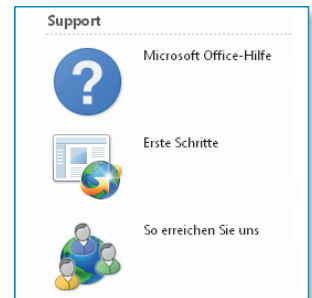 Support
Microsoft Office-Hilfe
Erste Schritte
So erreichen Sie uns